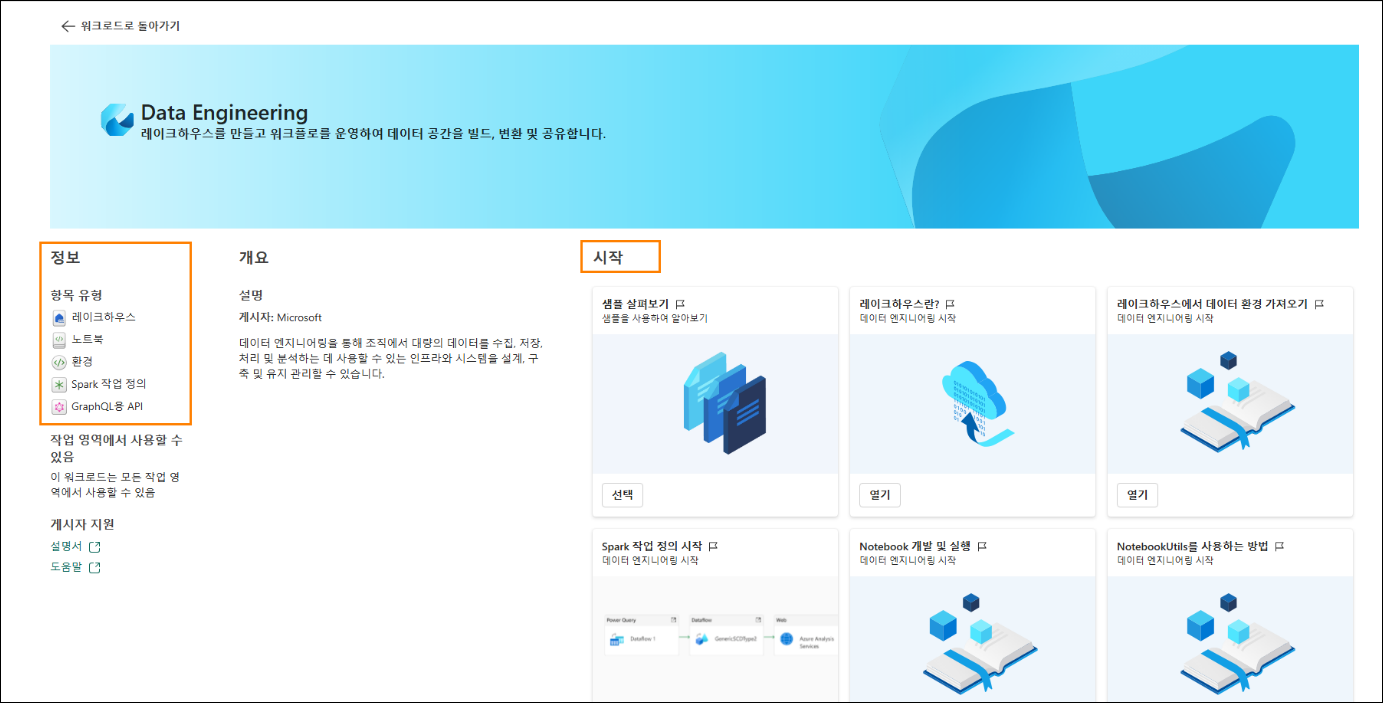 워크로드로 돌아가기
Data Engineering
레이크하우스를 만들고 워크플로를 운영하여 데이터 공간을 빌드, 변환 및 공유합니다.
정보
항목 유형
레이크하우스
노트북
환경
Spark 작업 정의
GraphQL용 API
작업 영역에서 사용할 수
있음
이 워크로드는 모든 작업 영
역에서 사용할 수 있음
게시자 지원
설명서
도움말
개요
설명
게시자: Microsoft
데이터 엔지니어링을 통해 조직에서 대량의 데이터를 수집, 저장,
처리 및 분석하는 데 사용할 수 있는 인프라와 시스템을 설계, 구
축 및 유지 관리할 수 있습니다.
시작
샘플 살펴보기
샘플을 사용하여 알아보기
선택
레이크하우스란?
데이터 엔지니어링 시작
열기
레이크하우스에서 데이터 환경 가져오기
데이터 엔지니어링 시작
열기
Spark 작업 정의 시작
데이터 엔지니어링 시작
Power Query
Dataflow 1
Dataflow
GenericSCDType2
Web
Azure Analysis
Services
Notebook 개발 및 실행
데이터 엔지니어링 시작
NotebookUtils를 사용하는 방법
데이터 엔지니어링 시작